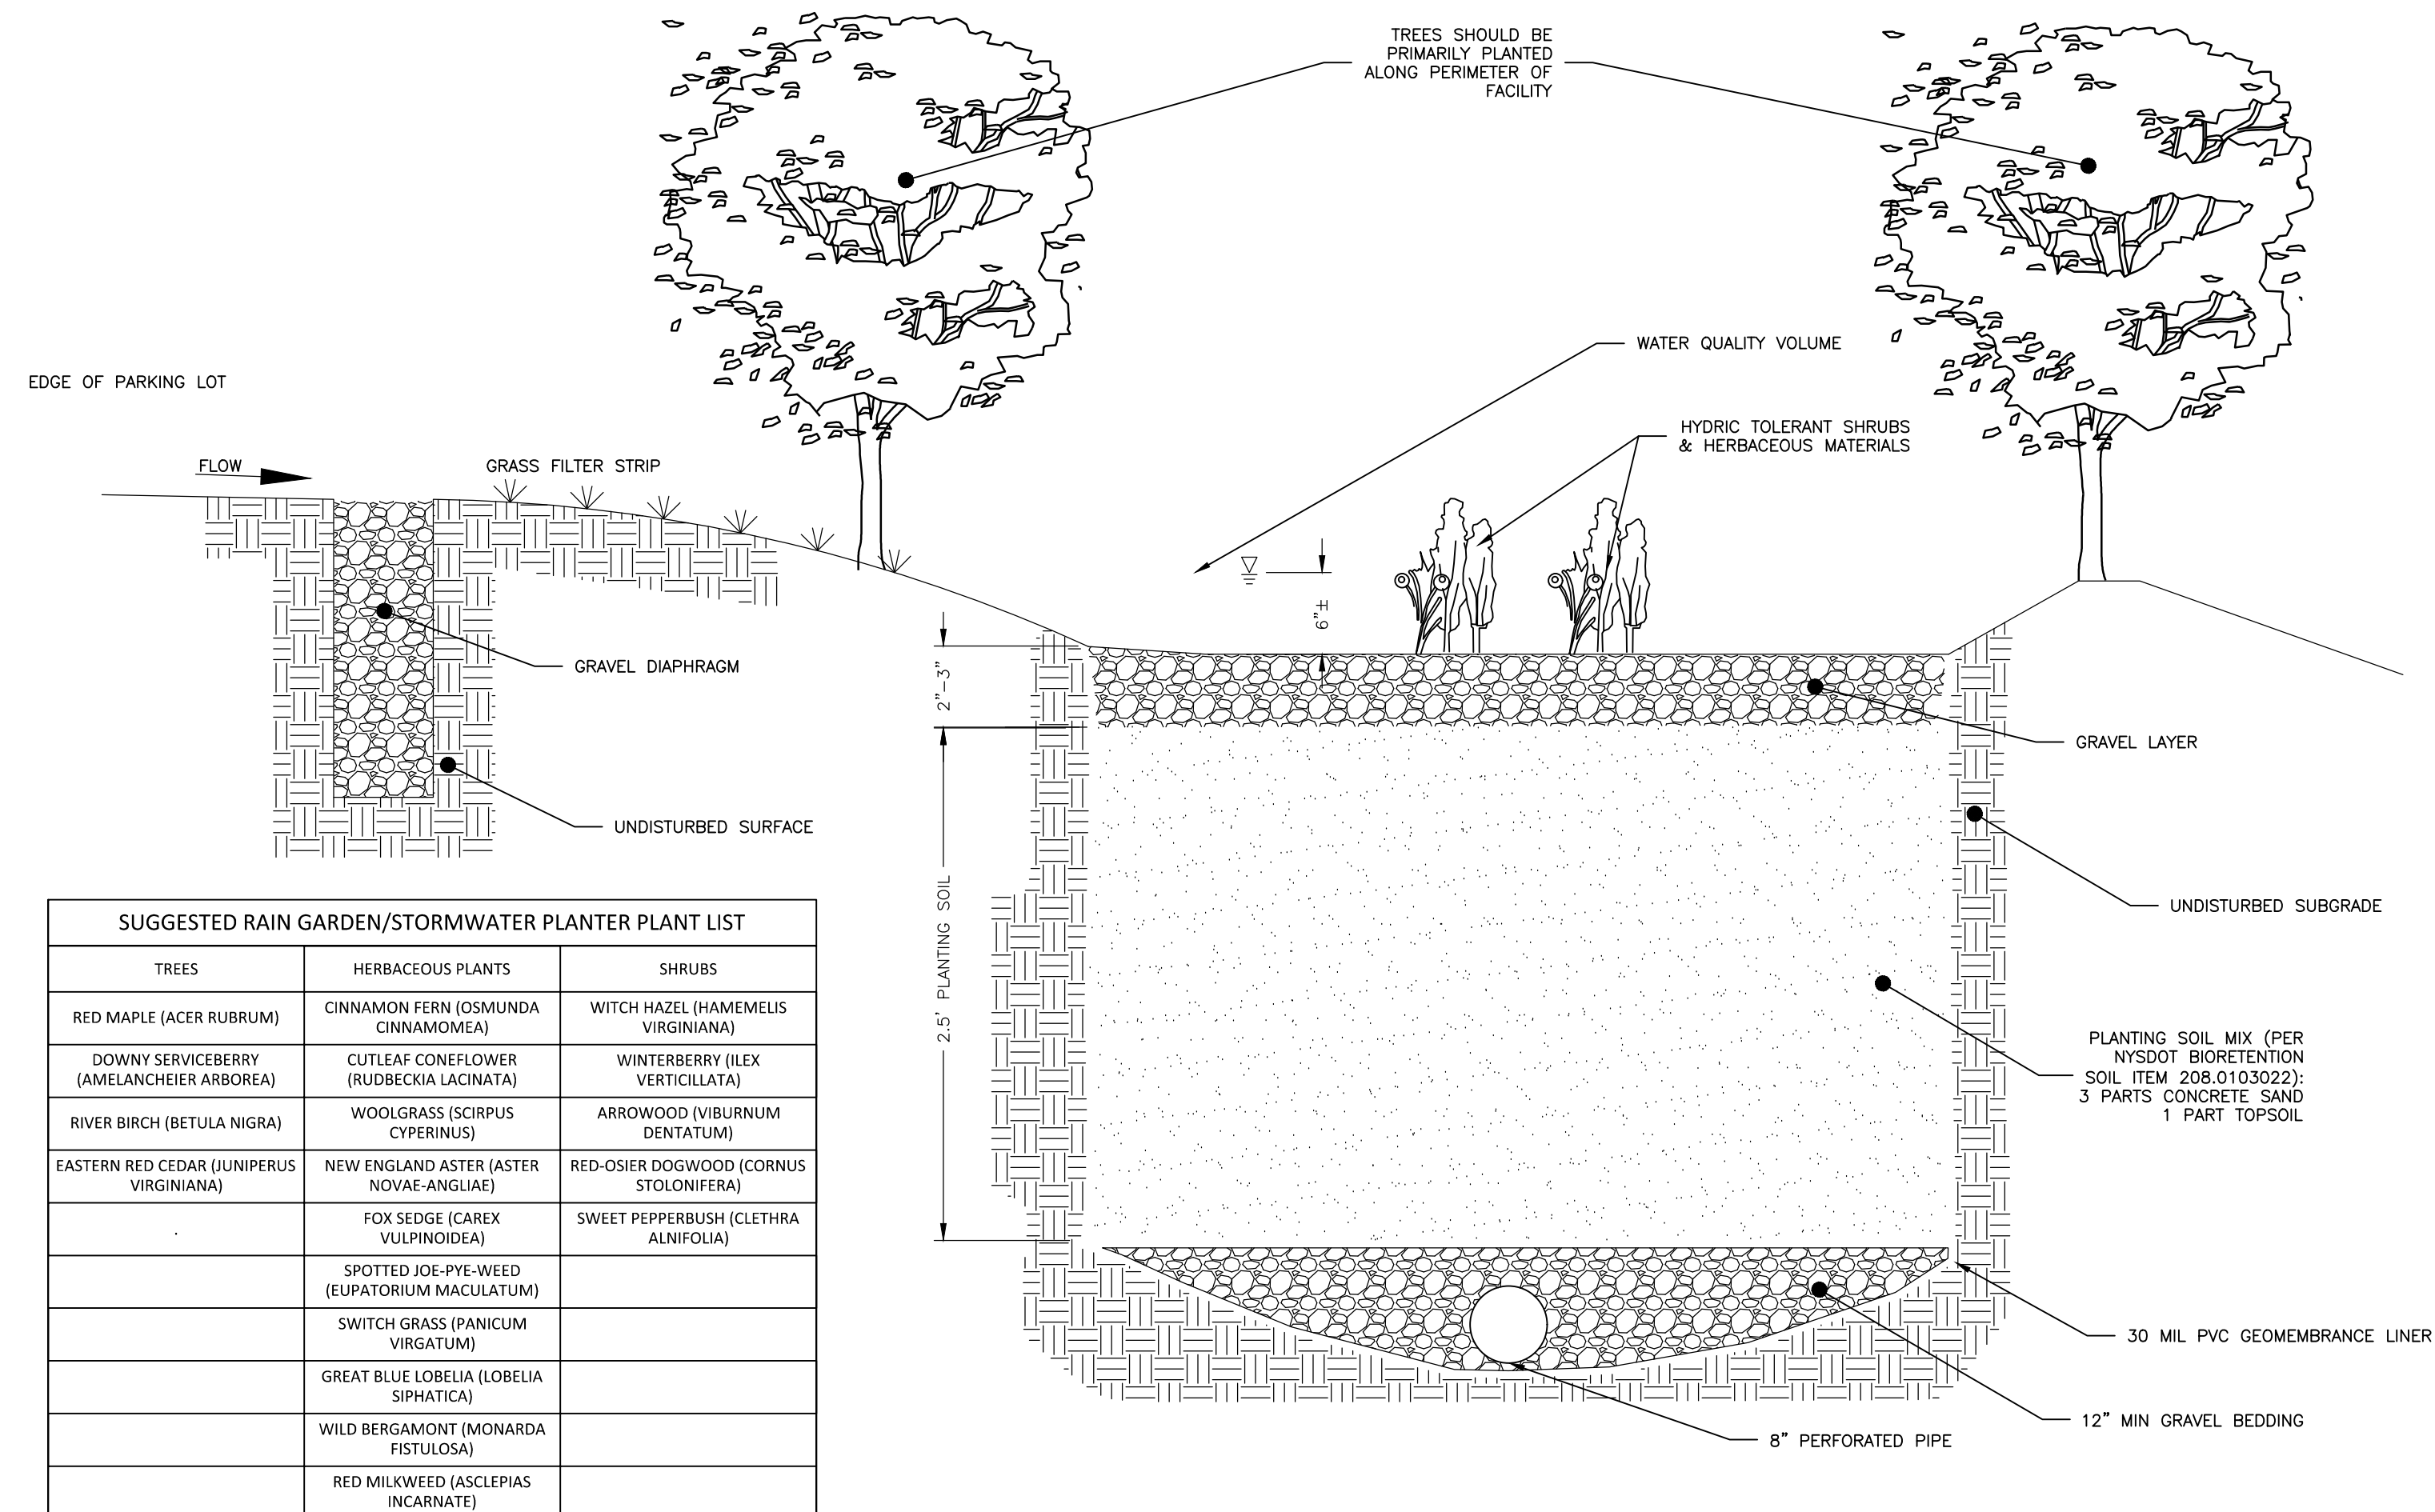 TREES SHOULD BE
PRIMARILY PLANTED
ALONG PERIMETER OF
FACILITY
WATER QUALITY VOLUME
EDGE OF PARKING LOT
HYDRIC TOLERANT SHRUBS
& HERBACEOUS MATERIALS
FLOW
GRASS FILTER STRIP
6"±
GRAVEL DIAPHRAGM
2"-3"
GRAVEL LAYER
UNDISTURBED SURFACE
2.5' PLANTING SOIL
UNDISTURBED SUBGRADE
PLANTING SOIL MIX (PER
NYSDOT BIORETENTION
SOIL ITEM 208.0103022):
3 PARTS CONCRETE SAND
1 PART TOPSOIL
30 MIL PVC GEOMEMBRANCE LINER
12" MIN GRAVEL BEDDING
8" PERFORATED PIPE
SUGGESTED RAIN GARDEN/STORMWATER PLANTER PLANT LIST
TREES
HERBACEOUS PLANTS
SHRUBS
RED MAPLE (ACER RUBRUM)
CINNAMON FERN (OSMUNDA
CINNAMOMEA)
WITCH HAZEL (HAMEMELIS
VIRGINIANA)
DOWNY SERVICEBERRY
(AMELANCHEIER ARBOREA)
CUTLEAF CONEFLOWER
(RUDBECKIA LACINATA)
WINTERBERRY (ILEX
VERTICILLATA)
RIVER BIRCH (BETULA NIGRA)
WOOLGRASS (SCIRPUS
CYPERINUS)
ARROWOOD (VIBURNUM
DENTATUM)
EASTERN RED CEDAR (JUNIPERUS
VIRGINIANA)
NEW ENGLAND ASTER (ASTER
NOVAE-ANGLIAE)
RED-OSIER DOGWOOD (CORNUS
STOLONIFERA)
.
FOX SEDGE (CAREX
VULPINOIDEA)
SWEET PEPPERBUSH (CLETHRA
ALNIFOLIA)
SPOTTED JOE-PYE-WEED
(EUPATORIUM MACULATUM)
SWITCH GRASS (PANICUM
VIRGATUM)
GREAT BLUE LOBELIA (LOBELIA
SIPHATICA)
WILD BERGAMONT (MONARDA
FISTULOSA)
RED MILKWEED (ASCLEPIAS
INCARNATE)